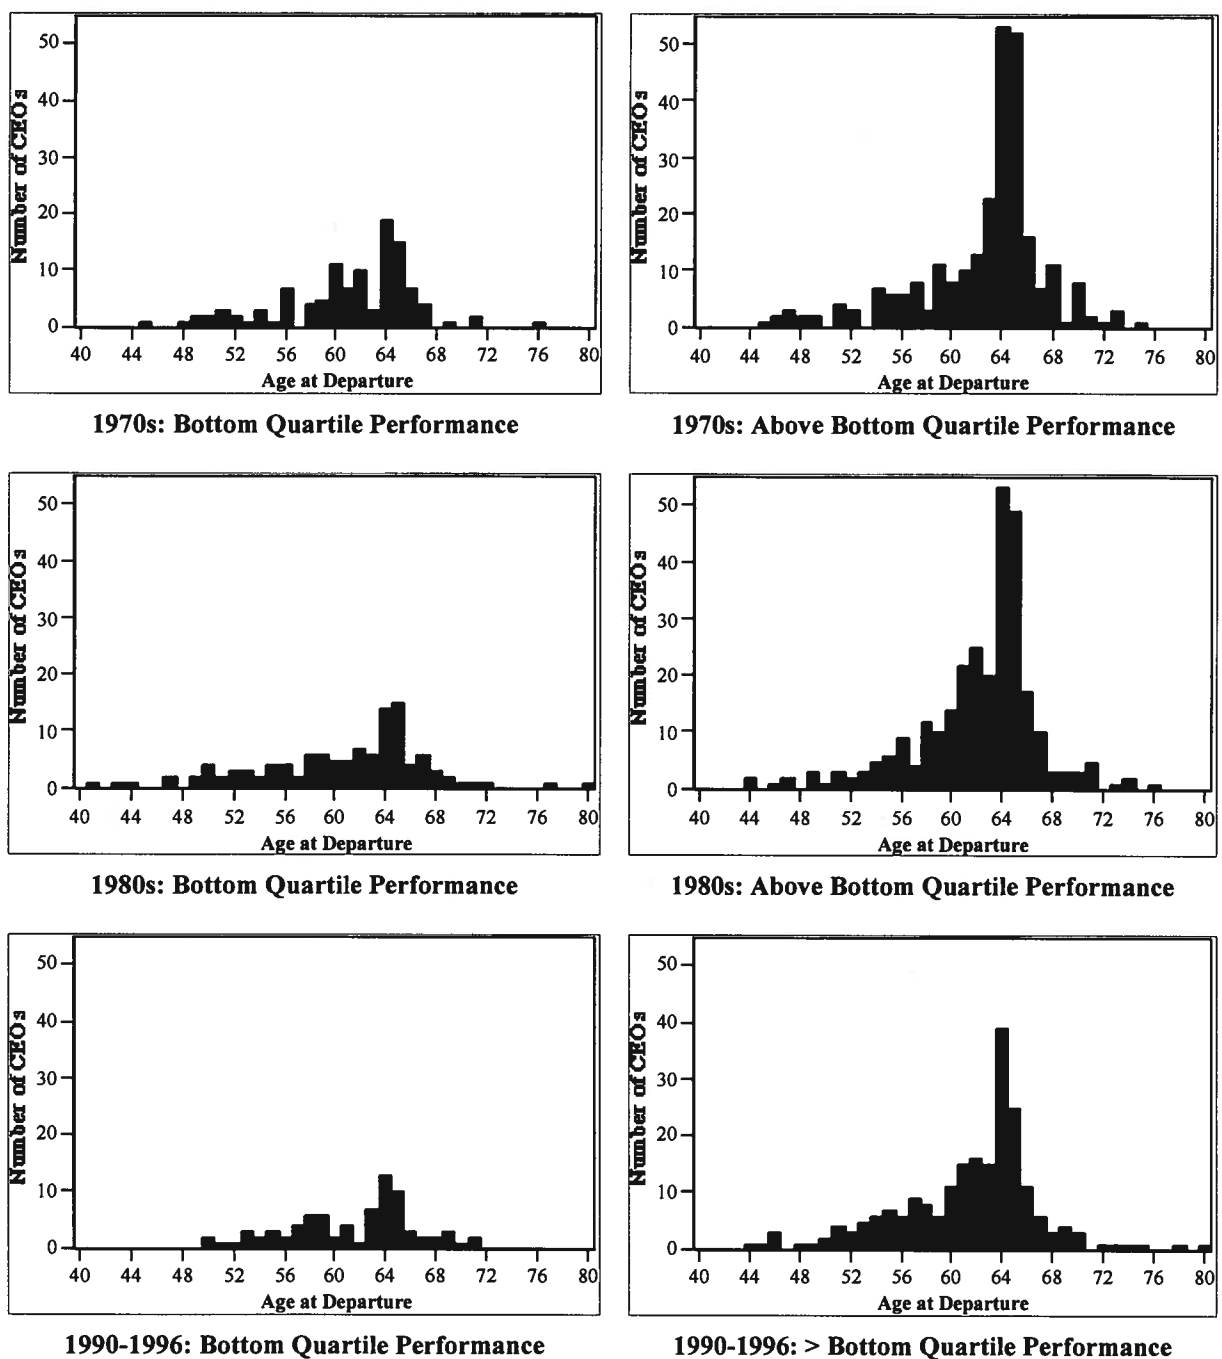 50
40
30
20
10
0
Number of CEOs
40 44 48 52 56 60 64 68 72 76 80
Age at Departure
1970s: Bottom Quartile Performance
50
40
30
20
10
0
Number of CEOs
40 44 48 52 56 60 64 68 72 76 80
Age at Departure
1970s: Above Bottom Quartile Performance
50
40
30
20
10
0
Number of CEOs
40 44 48 52 56 60 64 68 72 76 80
Age at Departure
1980s: Bottom Quartile Performance
50
40
30
20
10
0
Number of CEOs
40 44 48 52 56 60 64 68 72 76 80
Age at Departure
1980s: Above Bottom Quartile Performance
50
40
30
20
10
0
Number of CEOs
40 44 48 52 56 60 64 68 72 76 80
Age at Departure
1990-1996: Bottom Quartile Performance
50
40
30
20
10
0
Number of CEOs
40 44 48 52 56 60 64 68 72 76 80
Age at Departure
1990-1996: > Bottom Quartile Performance